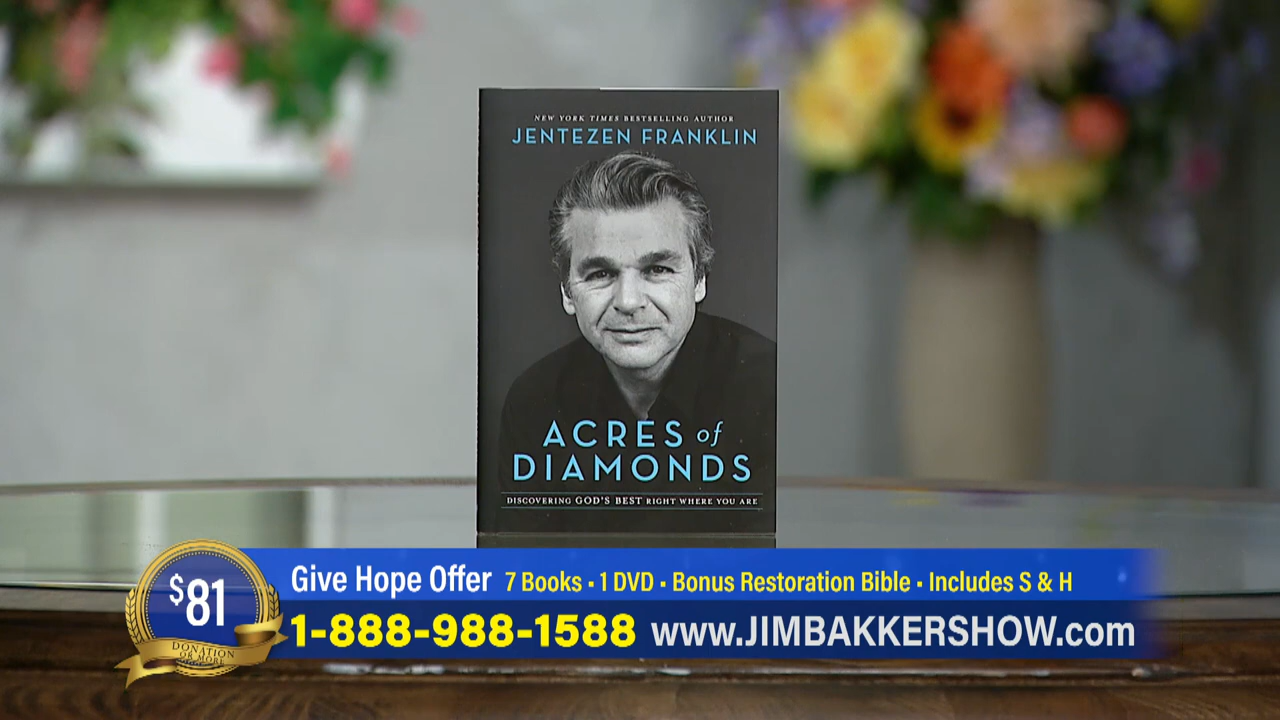 NEW YORK TIMES BESTSELLING AUTHOR
JENTEZEN FRANKLIN
ACRES of
DIAMONDS
DISCOVERING GOD'S BEST RIGHT WHERE YOU ARE
$81
DONATION
OR MORE
Give Hope Offer 7 Books • 1 DVD • Bonus Restoration Bible • Includes S & H
1-888-988-1588 www.JIMBAKKERSHOW.com